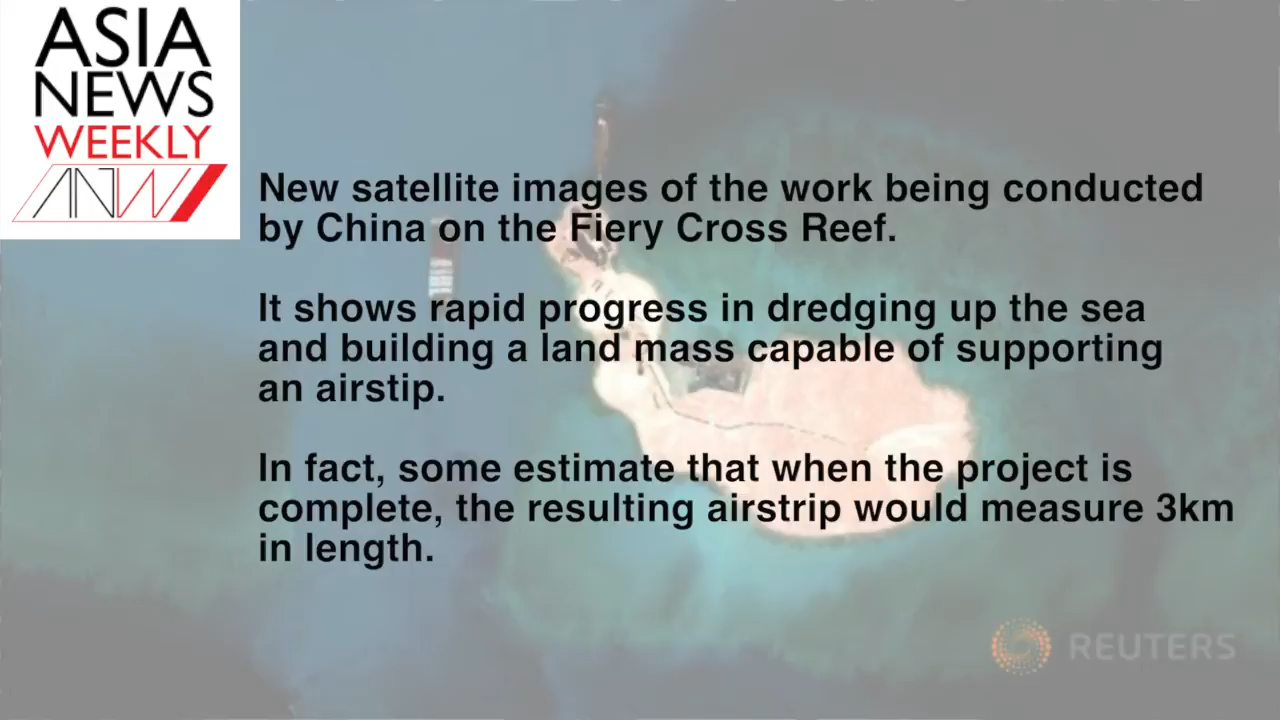 ASIA
NEWS
WEEKLY
ANW
New satellite images of the work being conducted
by China on the Fiery Cross Reef.
It shows rapid progress in dredging up the sea
and building a land mass capable of supporting
an airstip.
In fact, some estimate that when the project is
complete, the resulting airstrip would measure 3km
in length.
REUTERS